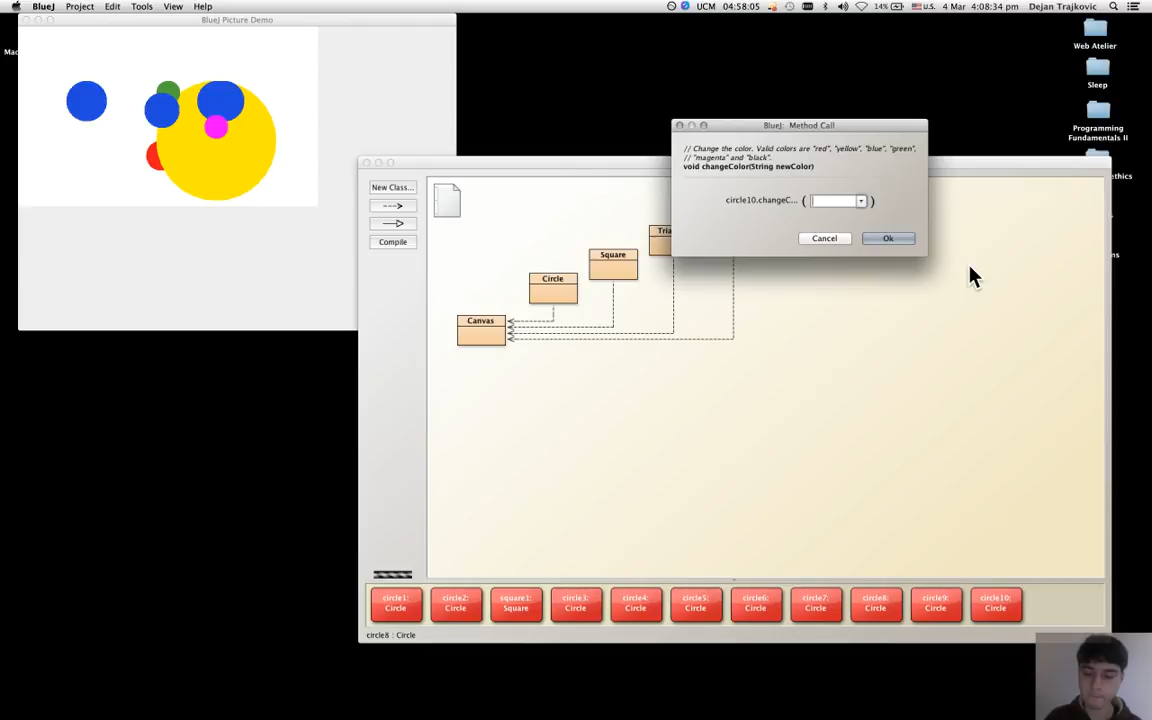 BlueJ Project Edit Tools View Help
UCM 04:58:05 14% U.S. 4 Mar 4:08:34 pm Dejan Trajkovic
BlueJ Picture Demo
Mac
Web Atelier
Sleep
Programming
Fundamentals II
BlueJ: Method Call
// Change the color. Valid colors are "red", "yellow", "blue", "green",
// "magenta" and "black".
void changeColor(String newColor)
circle10.changeC... ( )
Cancel Ok
New Class...
Compile
Tria
Square
Circle
Canvas
circle1:
Circle
circle2:
Circle
square1:
Square
circle3:
Circle
circle4:
Circle
circle5:
Circle
circle6:
Circle
circle7:
Circle
circle8:
Circle
circle9:
Circle
circle10:
Circle
circle8 : Circle